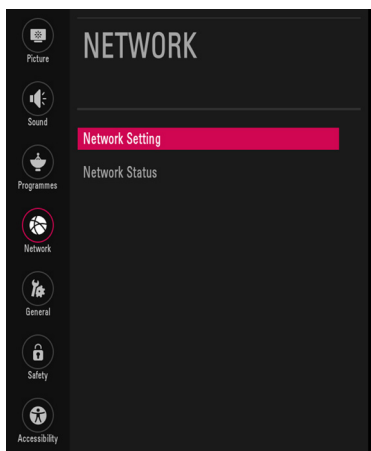 Picture
Sound
Programmes
Network
General
Safety
Accessibility
NETWORK
Network Setting
Network Status